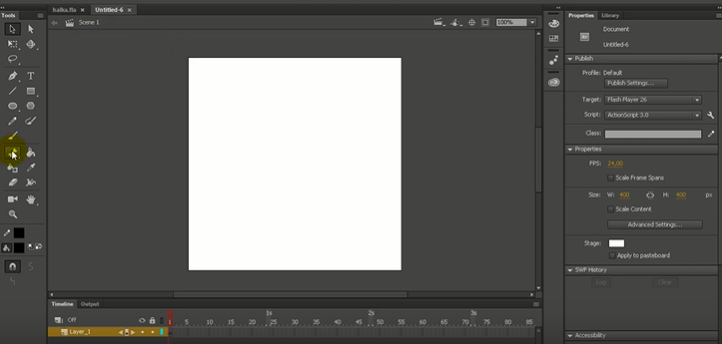 Tools
haika.fla × Untitled-6 ×
Scene 1
100%
Properties Library
Document
Untitled-6
Publish
Profile: Default
Publish Settings...
Target: Flash Player 26
Script: ActionScript 3.0
Class:
Properties
FPS: 24,00
Scale Frame Spans
Size: W: 400 H: 400 px
Scale Content
Advanced Settings...
Stage:
Apply to pasteboard
SWF History
Log Clear
Accessibility
Timeline Output
Off 1 5 10 15 20 25 30 35 40 45 50 55 60 65 70 75 80 85
1s 2s 3s
Layer_1